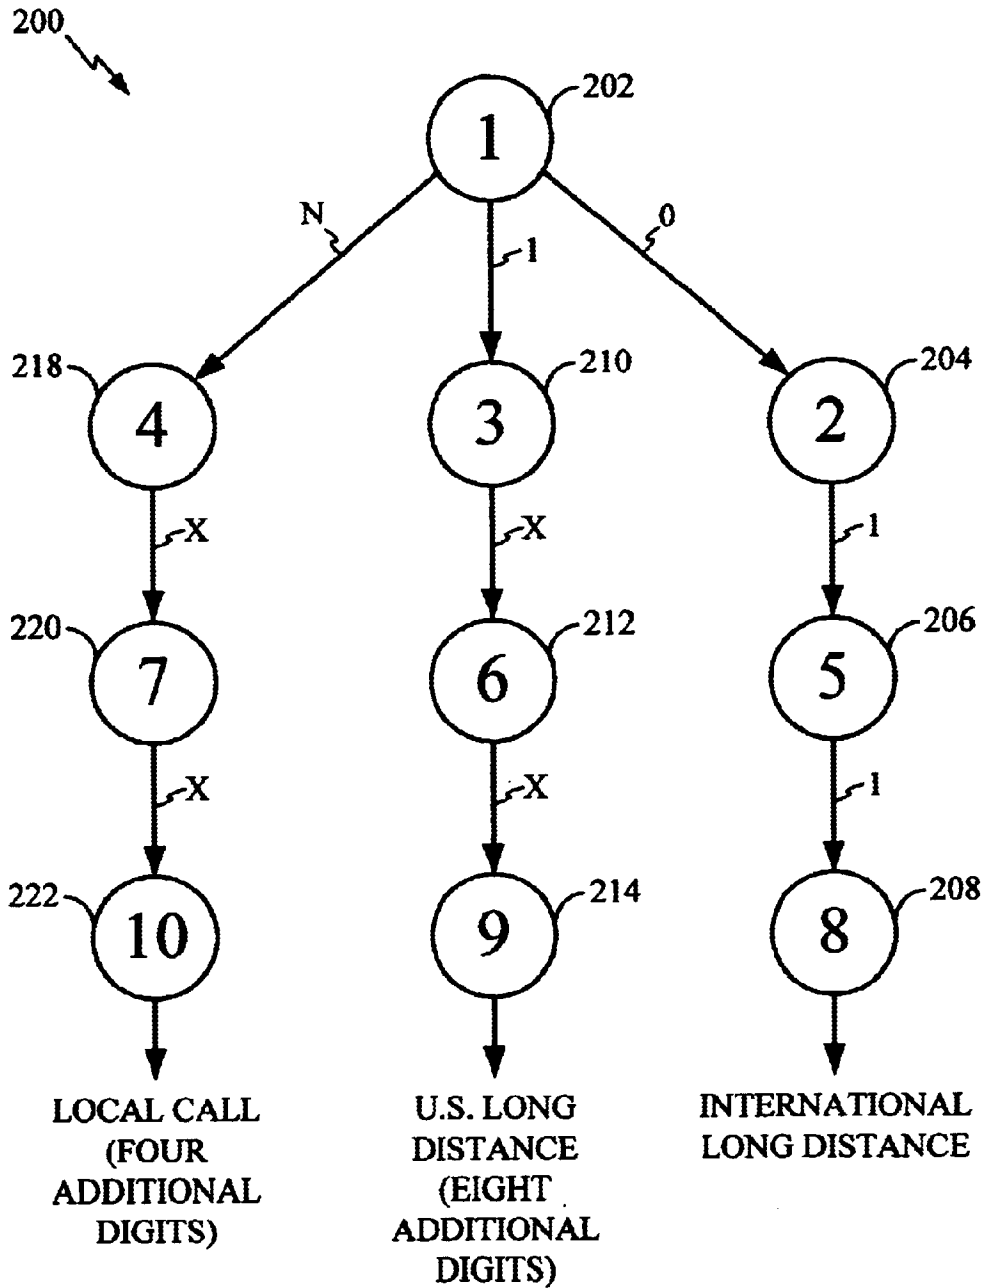 200
202
1
N
1
0
218
210
204
4
3
2
X
X
1
220
212
206
7
6
5
X
X
1
222
214
208
10
9
8
LOCAL CALL
(FOUR
ADDITIONAL
DIGITS)
U.S. LONG
DISTANCE
(EIGHT
ADDITIONAL
DIGITS)
INTERNATIONAL
LONG DISTANCE